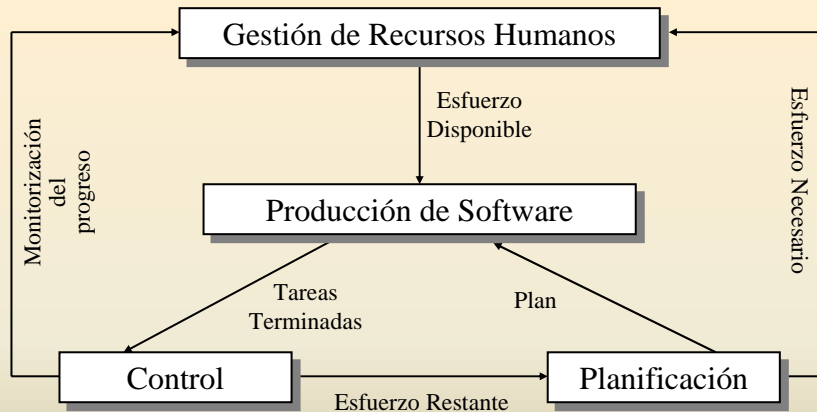 Gestión de Recursos Humanos
Esfuerzo
Disponible
Monitorización
del
progreso
Esfuerzo Necesario
Producción de Software
Tareas
Terminadas
Plan
Control
Esfuerzo Restante
Planificación